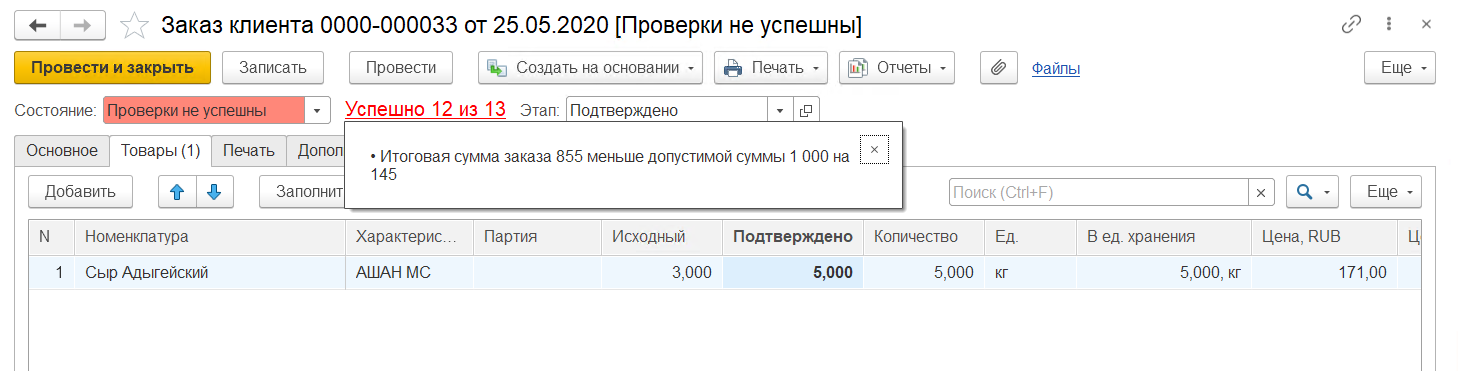 Заказ клиента 0000-000033 от 25.05.2020 [Проверки не успешны]
Провести и закрыть Записать Провести Создать на основании Печать Отчеты Файлы Еще
Состояние: Проверки не успешны Успешно 12 из 13 Этап: Подтверждено
Основное Товары (1) Печать Допол
• Итоговая сумма заказа 855 меньше допустимой суммы 1 000 на
145
Добавить Заполнит Поиск (Ctrl+F) Еще
N Номенклатура Характерис... Партия Исходный Подтверждено Количество Ед. В ед. хранения Цена, RUB Це
1 Сыр Адыгейский АШАН МС 3,000 5,000 5,000 кг 5,000, кг 171,00